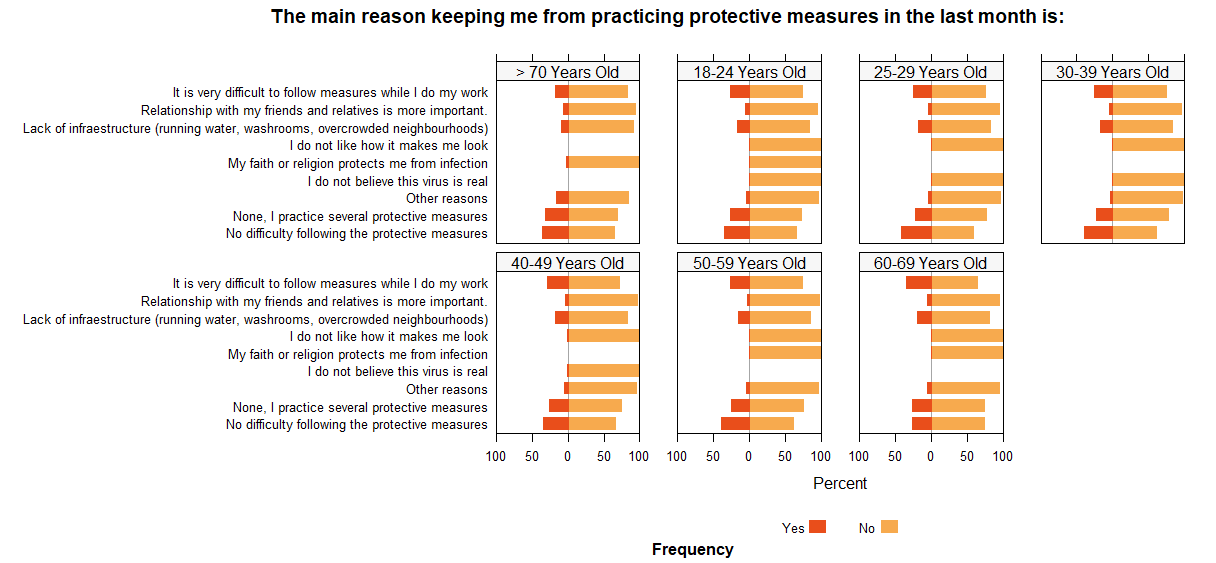 The main reason keeping me from practicing protective measures in the last month is:
> 70 Years Old
18-24 Years Old
25-29 Years Old
30-39 Years Old
It is very difficult to follow measures while I do my work
Relationship with my friends and relatives is more important.
Lack of infraestructure (running water, washrooms, overcrowded neighbourhoods)
I do not like how it makes me look
My faith or religion protects me from infection
I do not believe this virus is real
Other reasons
None, I practice several protective measures
No difficulty following the protective measures
40-49 Years Old
50-59 Years Old
60-69 Years Old
It is very difficult to follow measures while I do my work
Relationship with my friends and relatives is more important.
Lack of infraestructure (running water, washrooms, overcrowded neighbourhoods)
I do not like how it makes me look
My faith or religion protects me from infection
I do not believe this virus is real
Other reasons
None, I practice several protective measures
No difficulty following the protective measures
100 50 0 50 100
100 50 0 50 100
100 50 0 50 100
Percent
Yes
No
Frequency